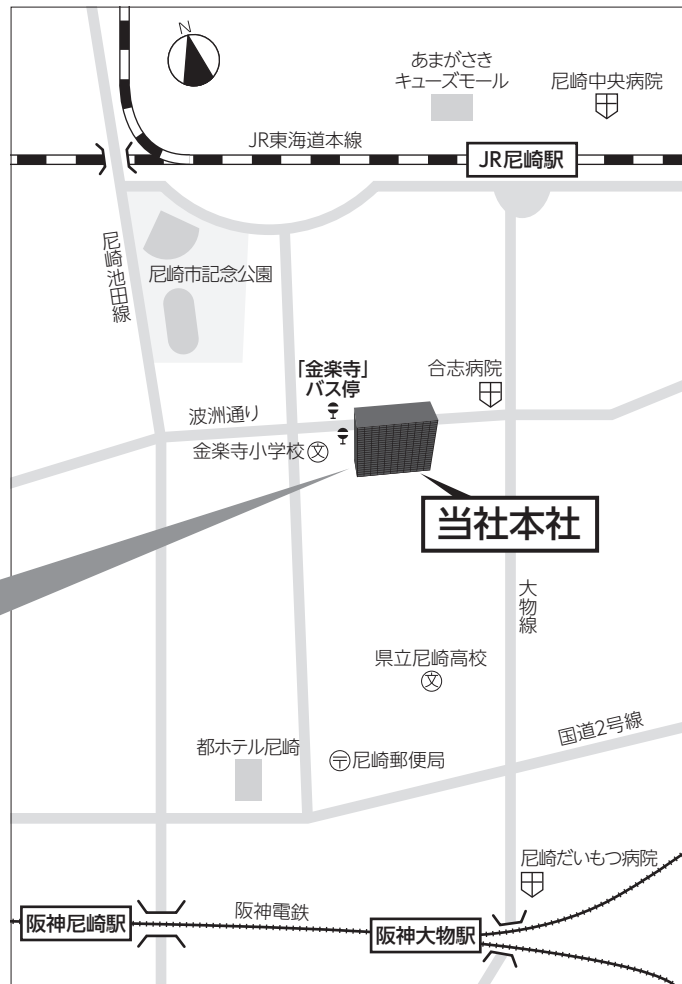 N
あまがさき
キューズモール
尼崎中央病院
JR東海道本線
JR尼崎駅
尼崎池田線
尼崎市記念公園
「金楽寺」
バス停
合志病院
波洲通り
金楽寺小学校 文
当社本社
大物線
県立尼崎高校
文
国道2号線
都ホテル尼崎
〒尼崎郵便局
尼崎だいもつ病院
阪神尼崎駅
阪神電鉄
阪神大物駅